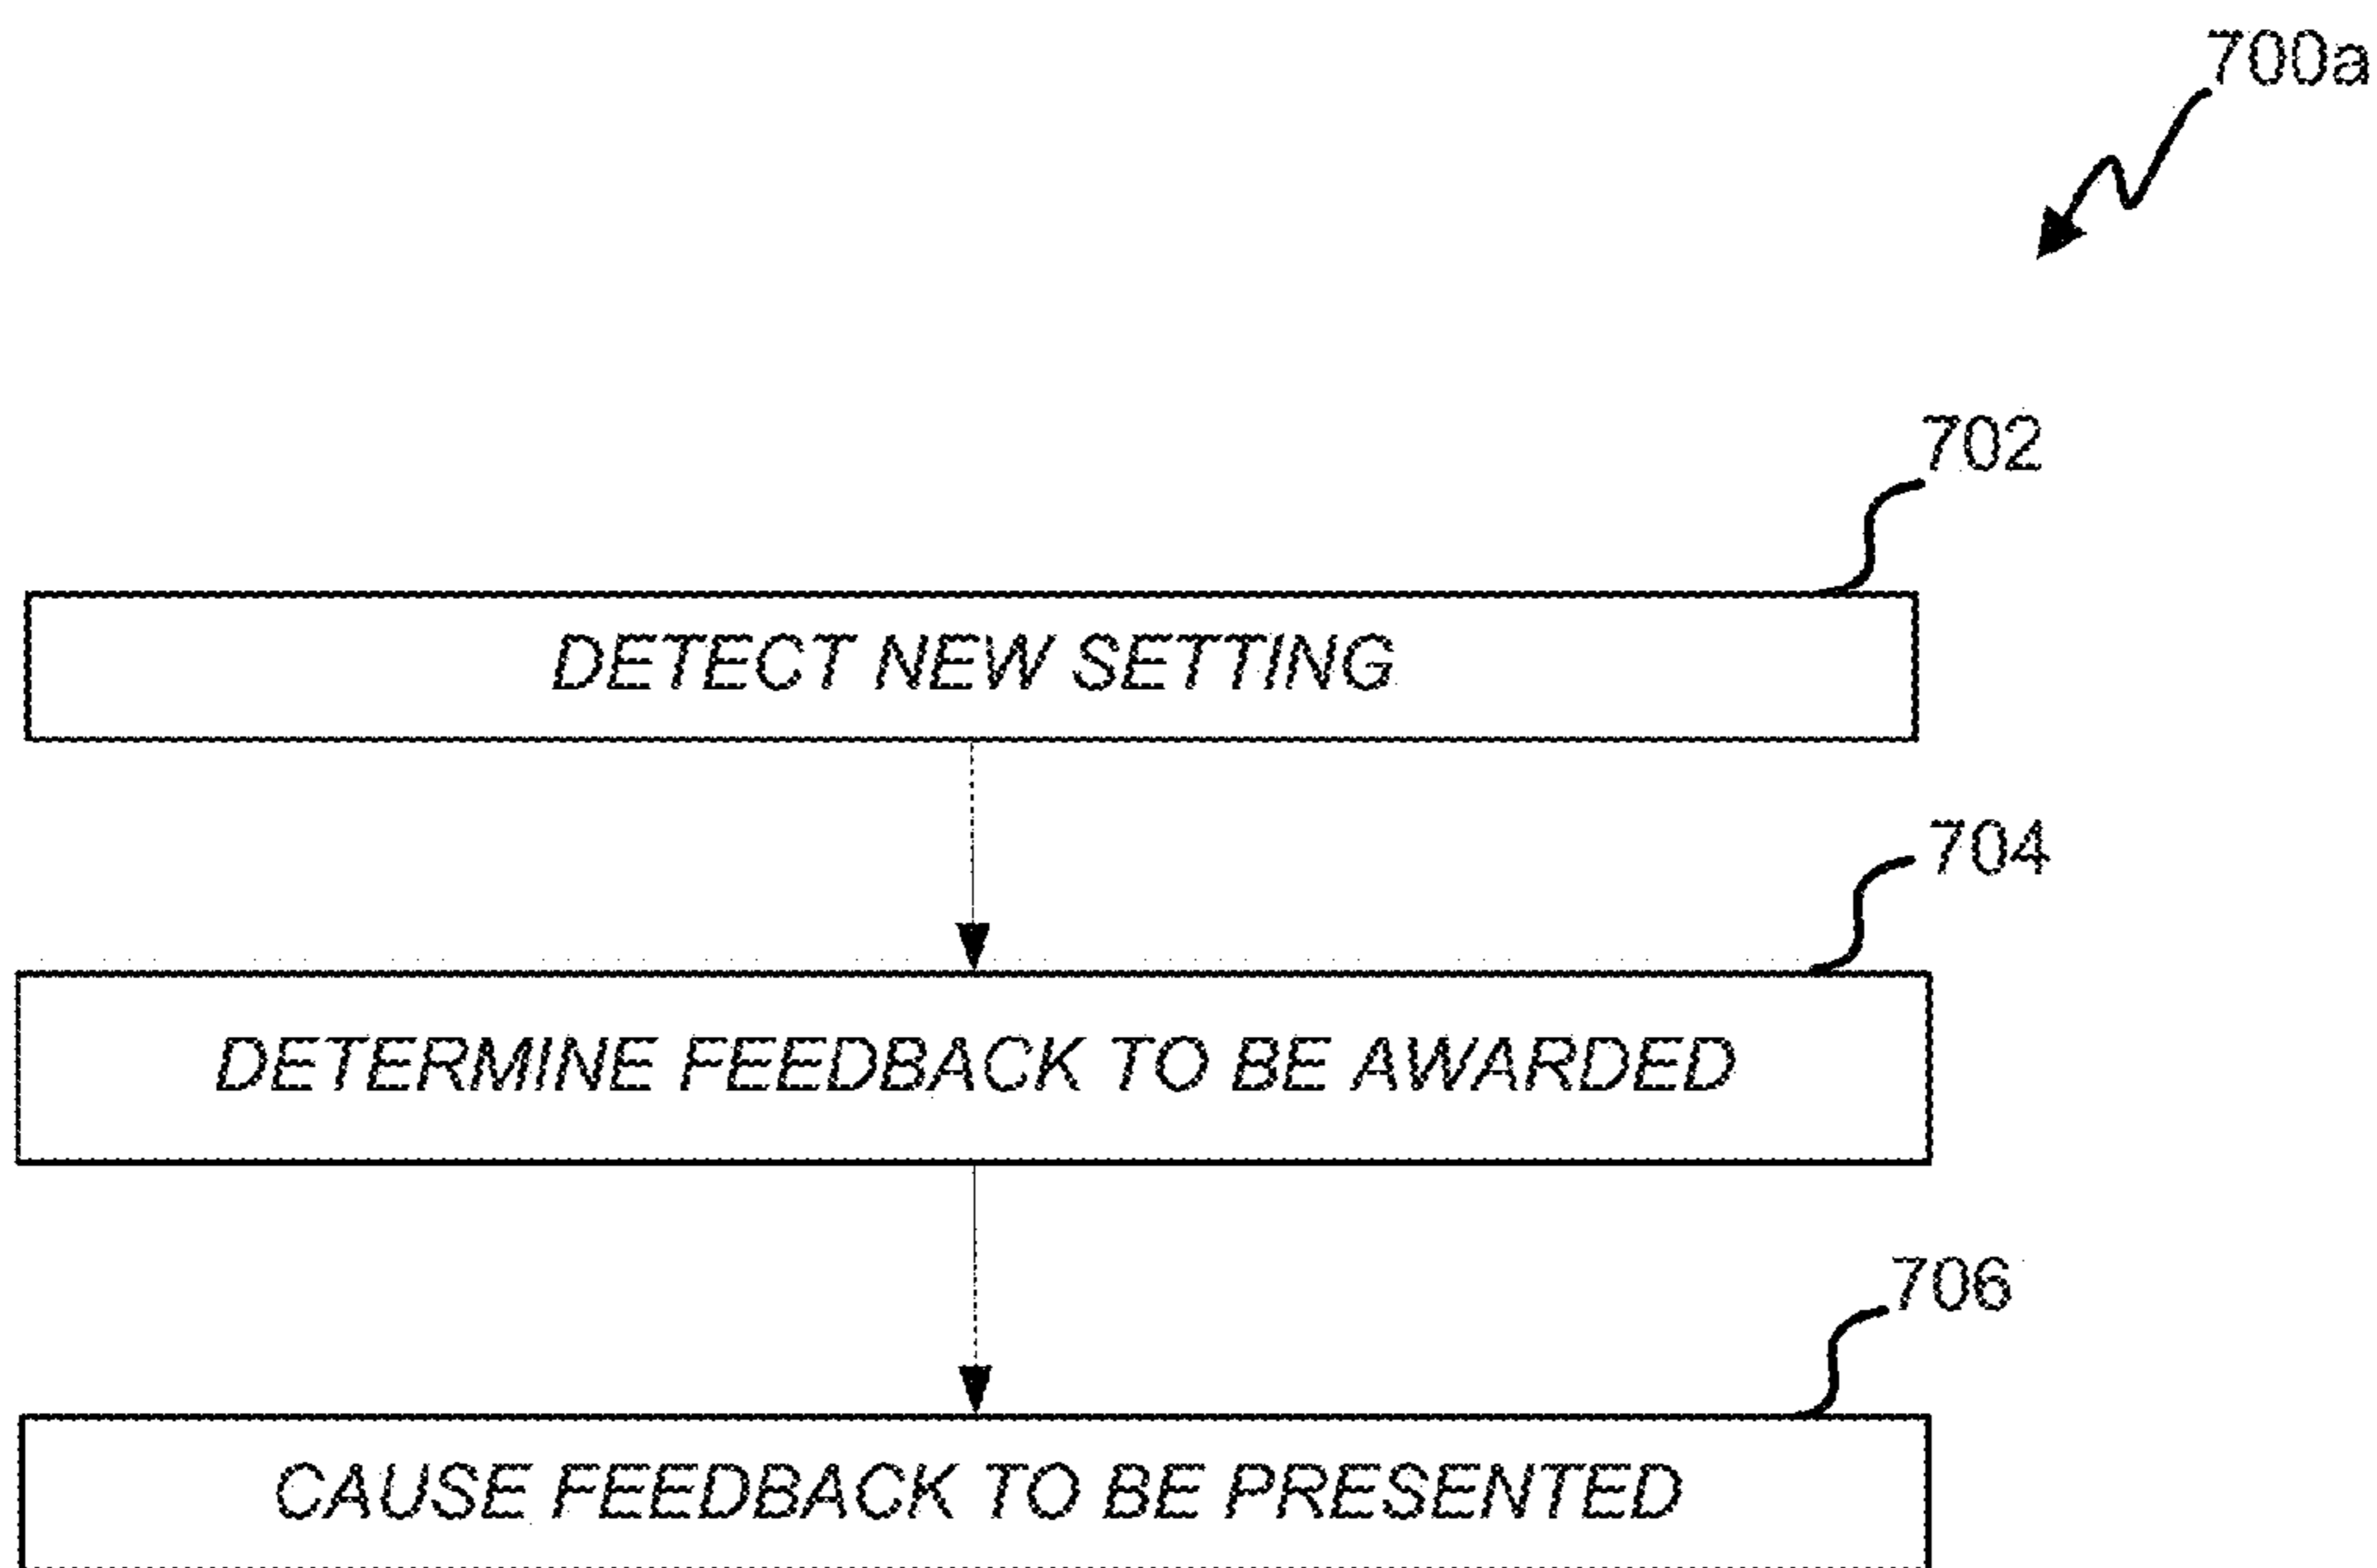 700a
702
DETECT NEW SETTING
704
DETERMINE FEEDBACK TO BE AWARDED
706
CAUSE FEEDBACK TO BE PRESENTED